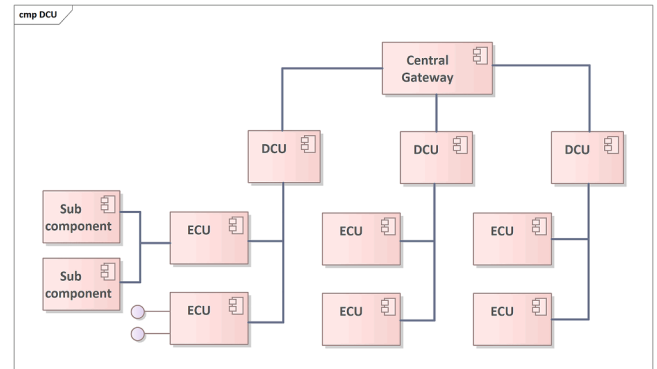 cmp DCU
Central
Gateway
DCU
DCU
DCU
Sub
component
ECU
ECU
ECU
Sub
component
ECU
ECU
ECU